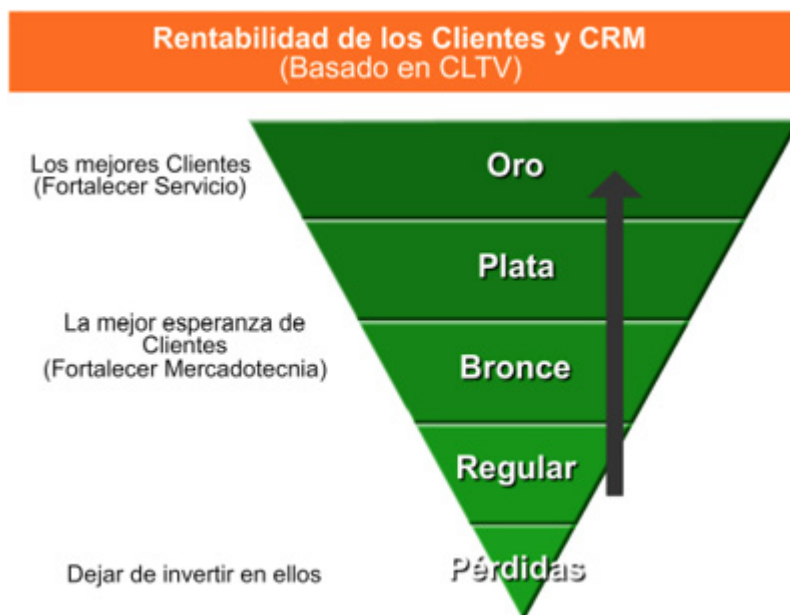 Rentabilidad de los Clientes y CRM
(Basado en CLTV)
Los mejores Clientes
(Fortalecer Servicio)
Oro
Plata
La mejor esperanza de
Clientes
(Fortalecer Mercadotecnia)
Bronce
Regular
Dejar de invertir en ellos
Pérdidas